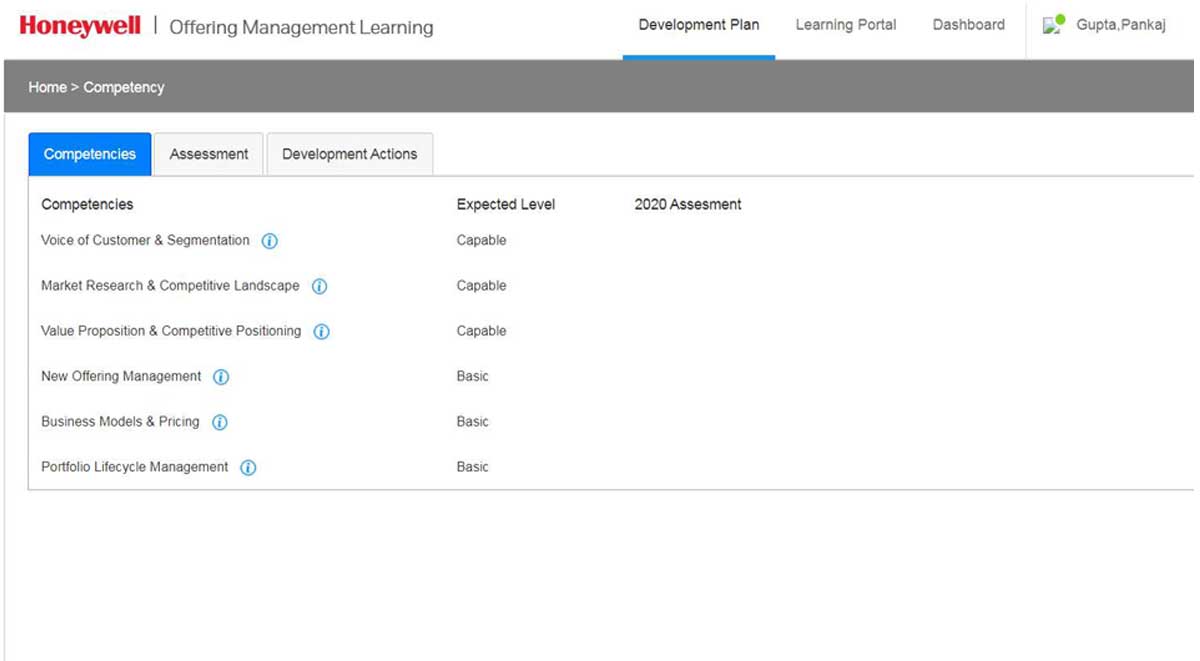 Honeywell | Offering Management Learning Development Plan Learning Portal Dashboard Gupta,Pankaj
Home > Competency
Competencies Assessment Development Actions
Competencies Expected Level 2020 Assesment
Voice of Customer & Segmentation i Capable
Market Research & Competitive Landscape i Capable
Value Proposition & Competitive Positioning i Capable
New Offering Management i Basic
Business Models & Pricing i Basic
Portfolio Lifecycle Management i Basic